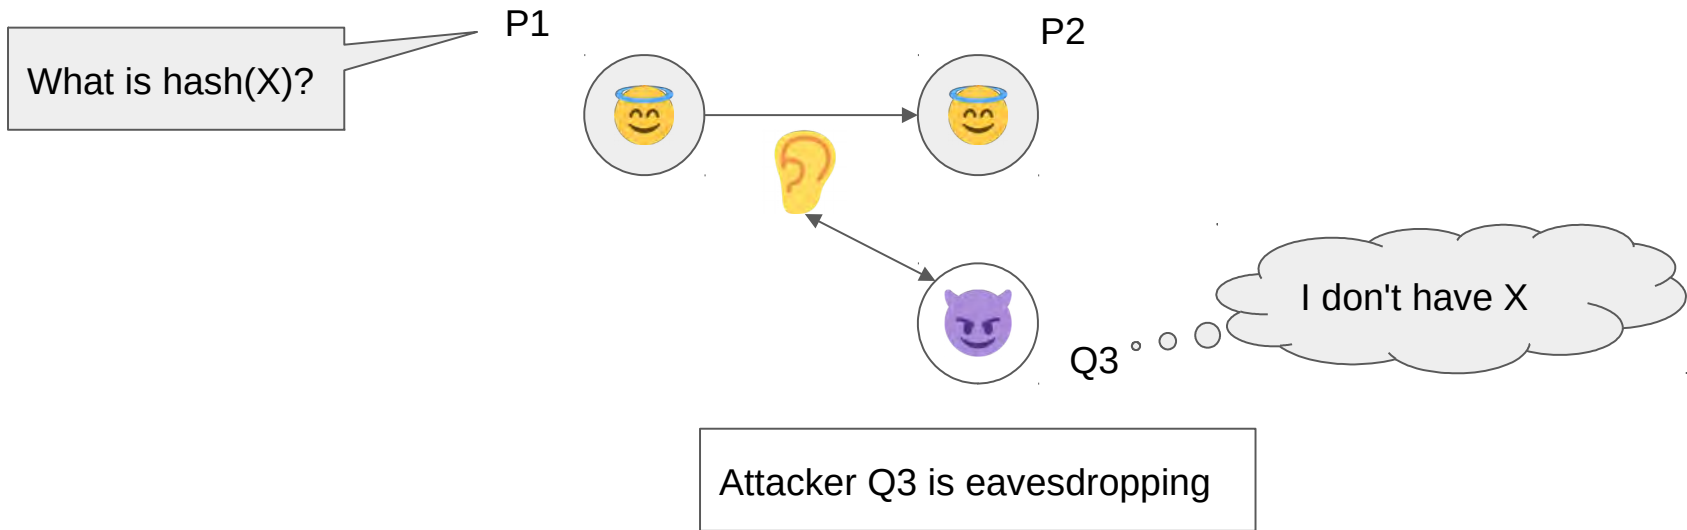 P1
P2
What is hash(X)?
I don't have X
Q3
Attacker Q3 is eavesdropping